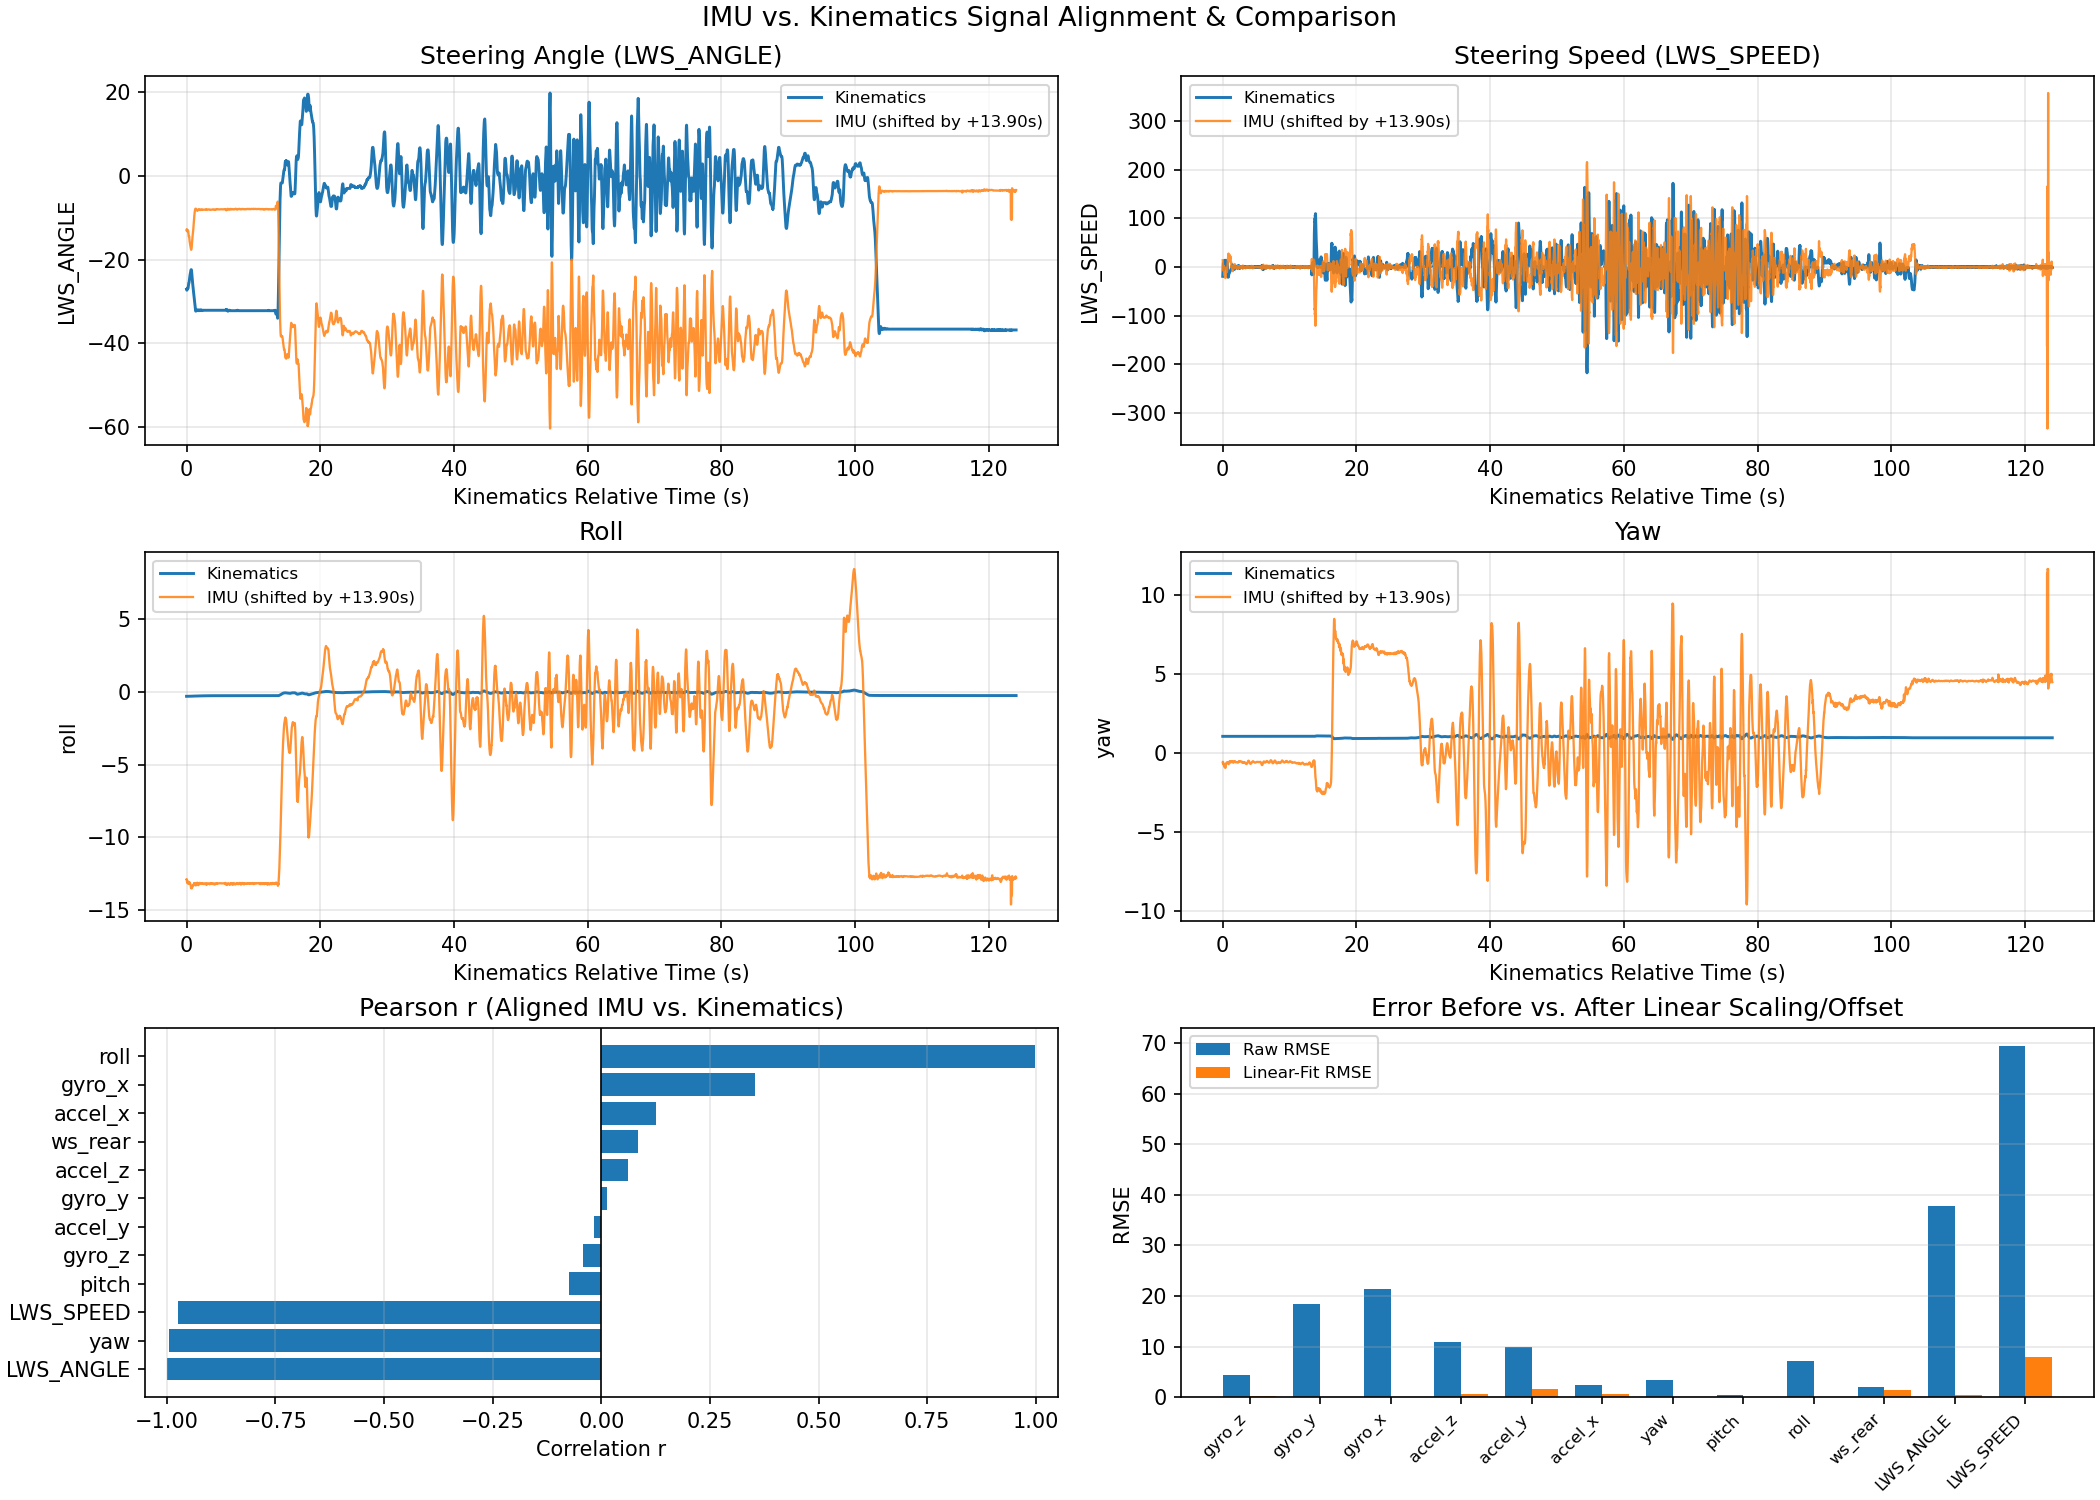 IMU vs. Kinematics Signal Alignment & Comparison
Steering Angle (LWS_ANGLE)
20
0
−20
−40
−60
LWS_ANGLE
Kinematics
IMU (shifted by +13.90s)
0 20 40 60 80 100 120
Kinematics Relative Time (s)
Steering Speed (LWS_SPEED)
300
200
100
0
−100
−200
−300
LWS_SPEED
Kinematics
IMU (shifted by +13.90s)
0 20 40 60 80 100 120
Kinematics Relative Time (s)
Roll
5
0
−5
−10
−15
roll
Kinematics
IMU (shifted by +13.90s)
0 20 40 60 80 100 120
Kinematics Relative Time (s)
Yaw
10
5
0
−5
−10
yaw
Kinematics
IMU (shifted by +13.90s)
0 20 40 60 80 100 120
Kinematics Relative Time (s)
Pearson r (Aligned IMU vs. Kinematics)
roll
gyro_x
accel_x
ws_rear
accel_z
gyro_y
accel_y
gyro_z
pitch
LWS_SPEED
yaw
LWS_ANGLE
−1.00 −0.75 −0.50 −0.25 0.00 0.25 0.50 0.75 1.00
Correlation r
Error Before vs. After Linear Scaling/Offset
70
60
50
40
30
20
10
0
RMSE
Raw RMSE
Linear-Fit RMSE
gyro_z gyro_y gyro_x accel_z accel_y accel_x yaw pitch roll ws_rear LWS_ANGLE LWS_SPEED